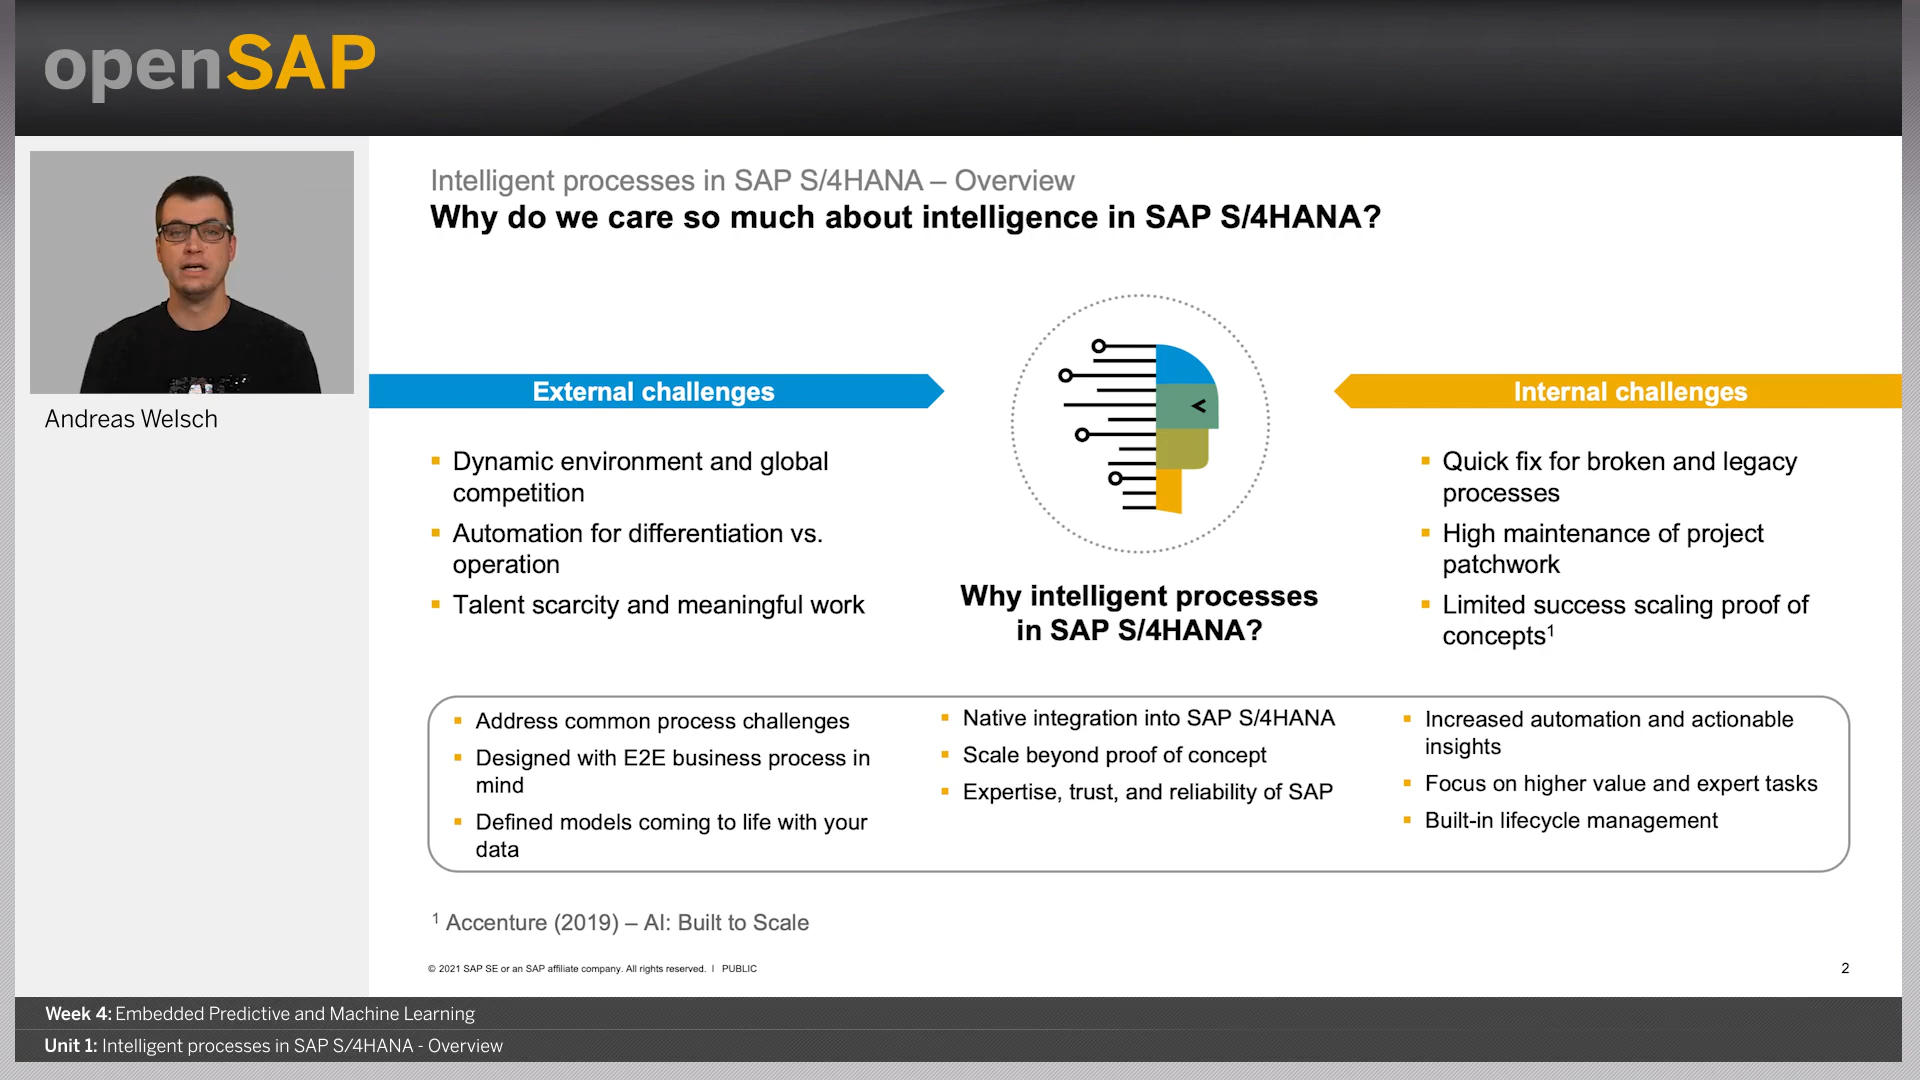 openSAP
Andreas Welsch
Intelligent processes in SAP S/4HANA – Overview
Why do we care so much about intelligence in SAP S/4HANA?
External challenges
Dynamic environment and global
competition
Automation for differentiation vs.
operation
Talent scarcity and meaningful work
Why intelligent processes
in SAP S/4HANA?
Internal challenges
Quick fix for broken and legacy
processes
High maintenance of project
patchwork
Limited success scaling proof of
concepts¹
Address common process challenges
Designed with E2E business process in
mind
Defined models coming to life with your
data
Native integration into SAP S/4HANA
Scale beyond proof of concept
Expertise, trust, and reliability of SAP
Increased automation and actionable
insights
Focus on higher value and expert tasks
Built-in lifecycle management
¹ Accenture (2019) – AI: Built to Scale
© 2021 SAP SE or an SAP affiliate company. All rights reserved. | PUBLIC
2
Week 4: Embedded Predictive and Machine Learning
Unit 1: Intelligent processes in SAP S/4HANA - Overview